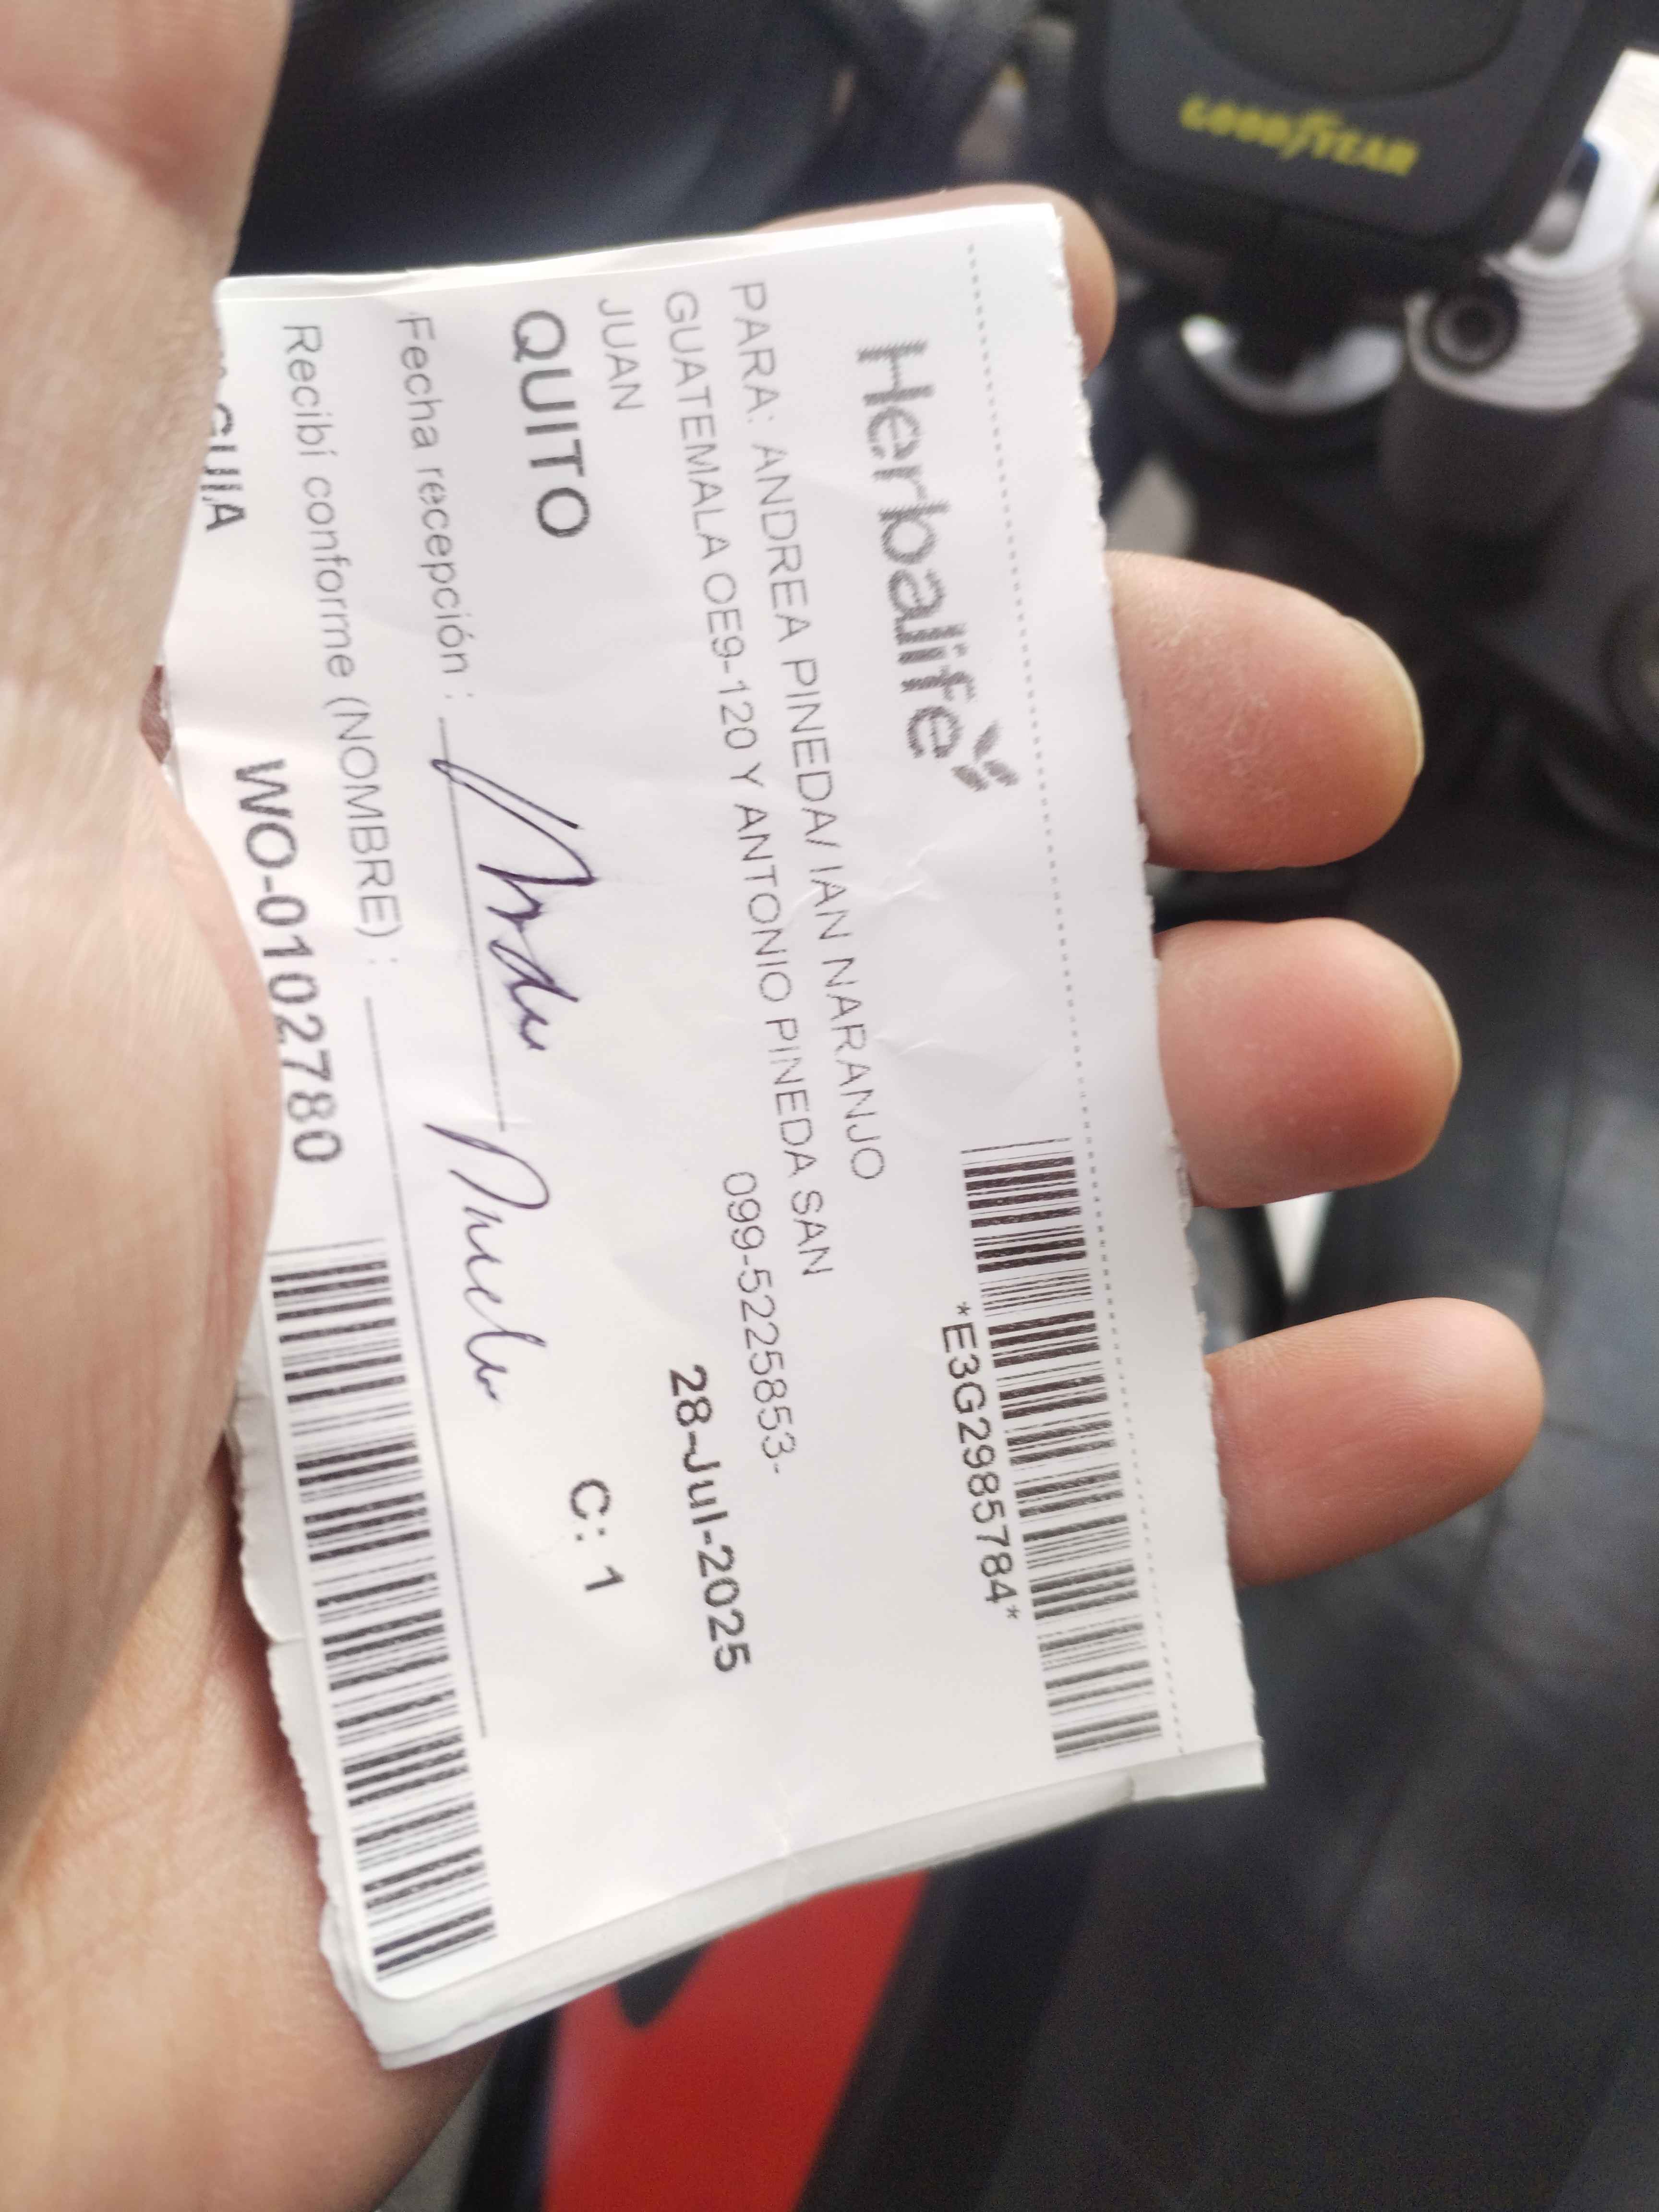 GOODYEAR
Herbalife
*E3G2985784*
PARA: ANDREA PINEDA/ IAN NARANJO
GUATEMALA OE9-120 Y ANTONIO PINEDA SAN
JUAN
099-5225853-
QUITO
28-Jul-2025
Fecha recepción :
C: 1
Recibí conforme (NOMBRE) :
GUIA
WO-0102780